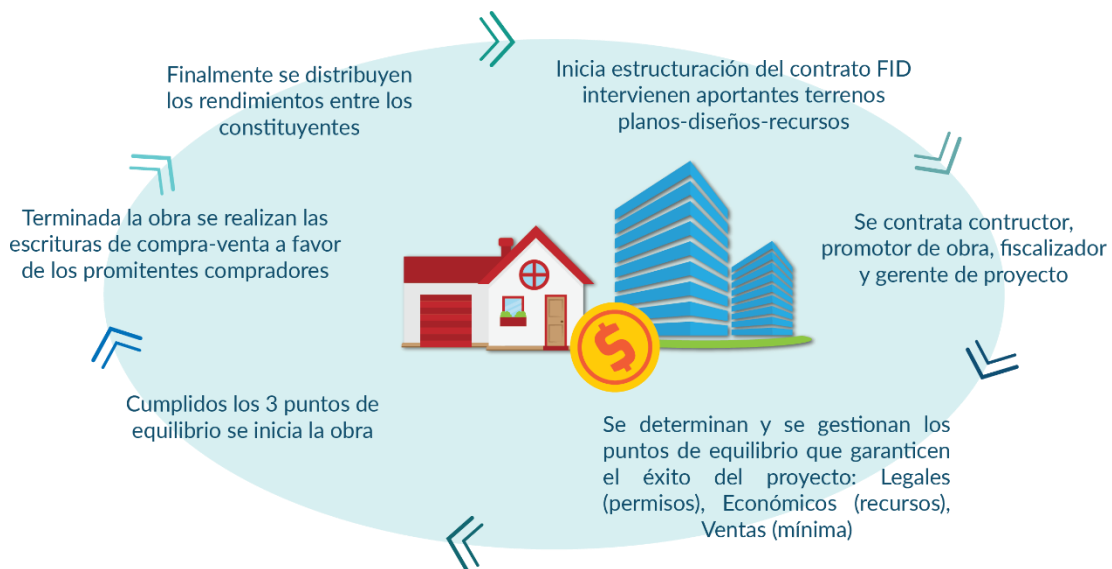 Inicia estructuración del contrato FID
intervienen aportantes terrenos
planos-diseños-recursos
Se contrata contructor,
promotor de obra, fiscalizador
y gerente de proyecto
Se determinan y se gestionan los
puntos de equilibrio que garanticen
el éxito del proyecto: Legales
(permisos), Económicos (recursos),
Ventas (mínima)
Cumplidos los 3 puntos de
equilibrio se inicia la obra
Terminada la obra se realizan las
escrituras de compra-venta a favor
de los promitentes compradores
Finalmente se distribuyen
los rendimientos entre los
constituyentes
$